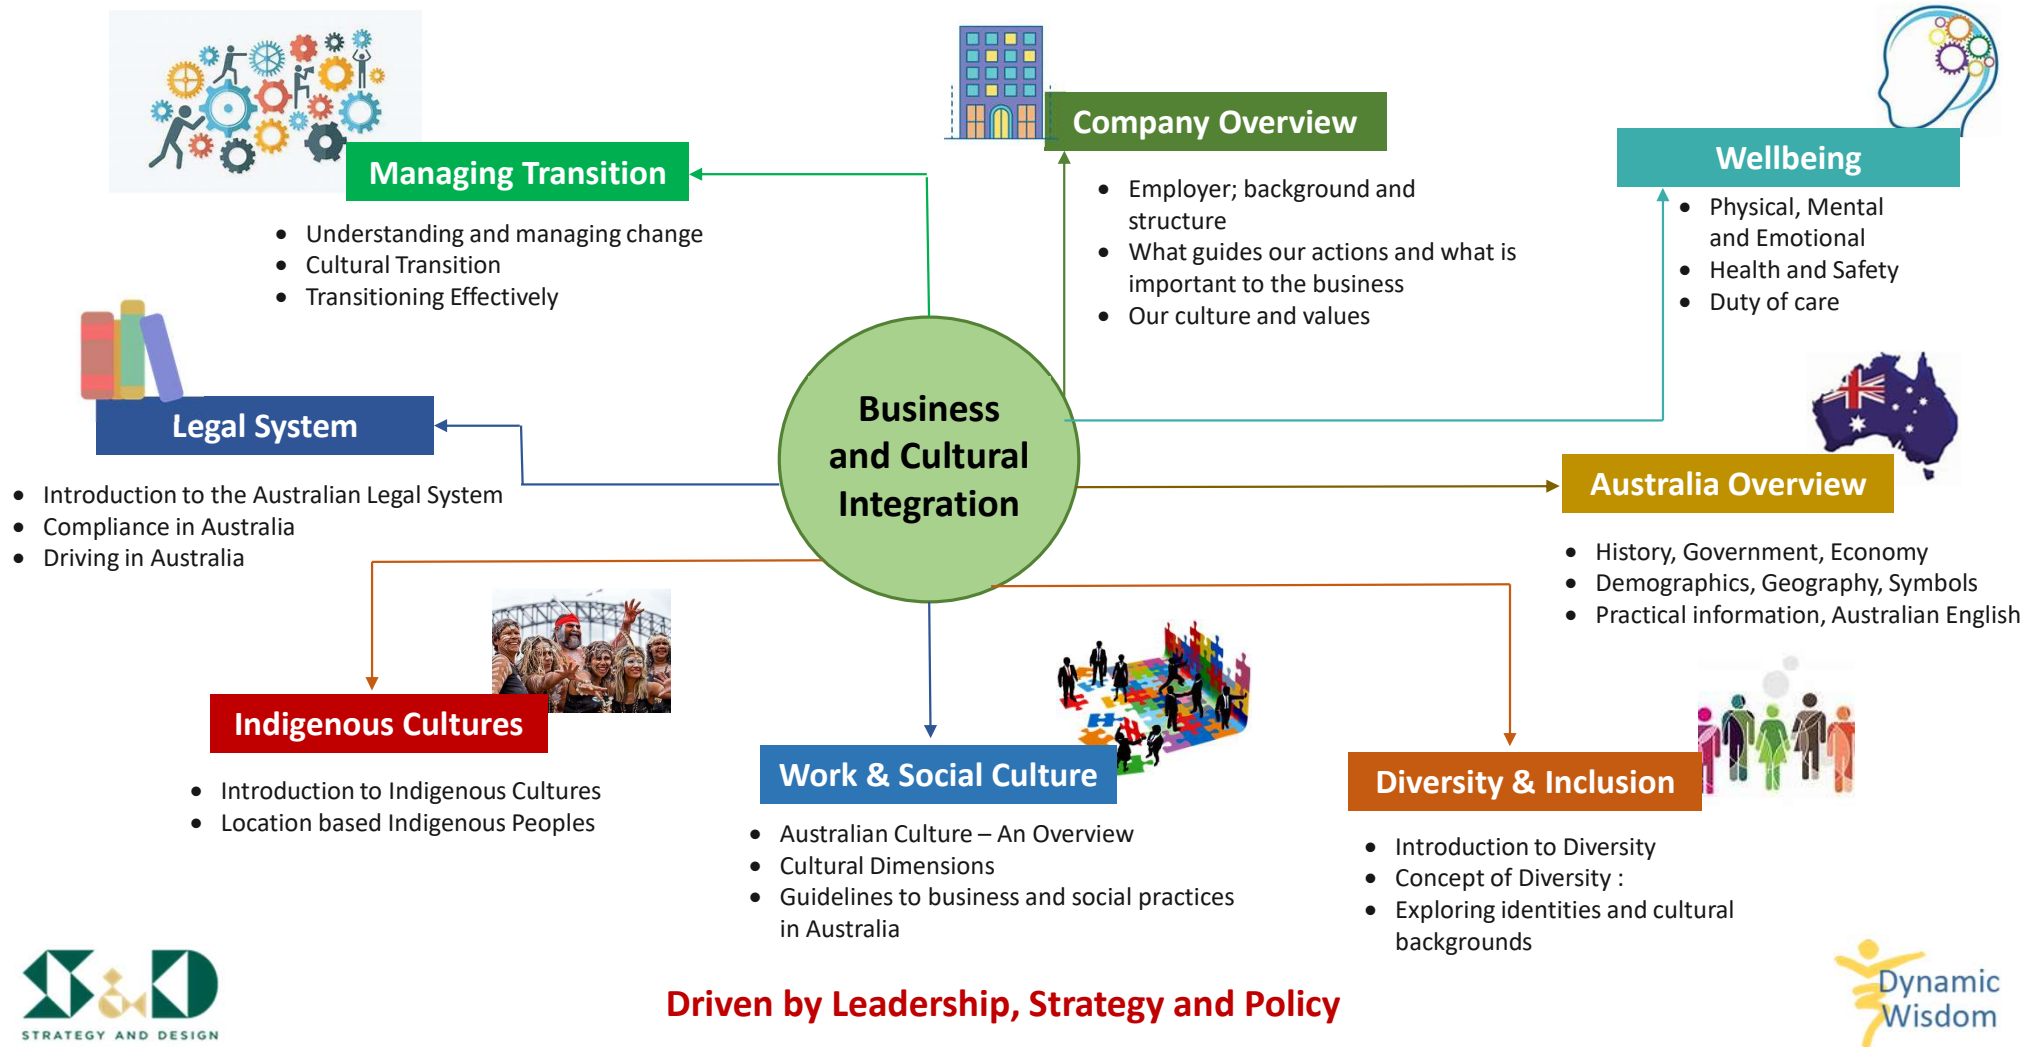 Company Overview
Wellbeing
Managing Transition
• Employer; background and
structure
• What guides our actions and what is
important to the business
• Our culture and values
• Physical, Mental
and Emotional
• Health and Safety
• Duty of care
• Understanding and managing change
• Cultural Transition
• Transitioning Effectively
Business
and Cultural
Integration
Legal System
• Introduction to the Australian Legal System
• Compliance in Australia
• Driving in Australia
Australia Overview
• History, Government, Economy
• Demographics, Geography, Symbols
• Practical information, Australian English
Indigenous Cultures
• Introduction to Indigenous Cultures
• Location based Indigenous Peoples
Work & Social Culture
• Australian Culture – An Overview
• Cultural Dimensions
• Guidelines to business and social practices
in Australia
Diversity & Inclusion
• Introduction to Diversity
• Concept of Diversity :
• Exploring identities and cultural
backgrounds
S&D
STRATEGY AND DESIGN
Driven by Leadership, Strategy and Policy
Dynamic
Wisdom